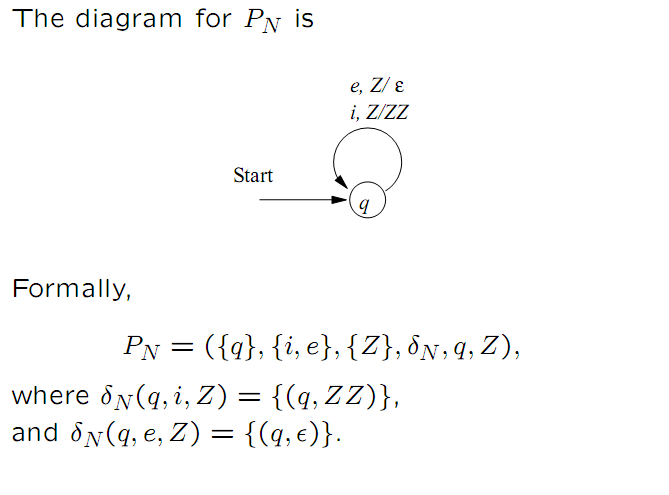 The diagram for P_N is
e, Z/ ε
i, Z/ZZ
Start
q
Formally,
P_N = ({q}, {i, e}, {Z}, δ_N, q, Z),
where δ_N(q, i, Z) = {(q, ZZ)},
and δ_N(q, e, Z) = {(q, ϵ)}.